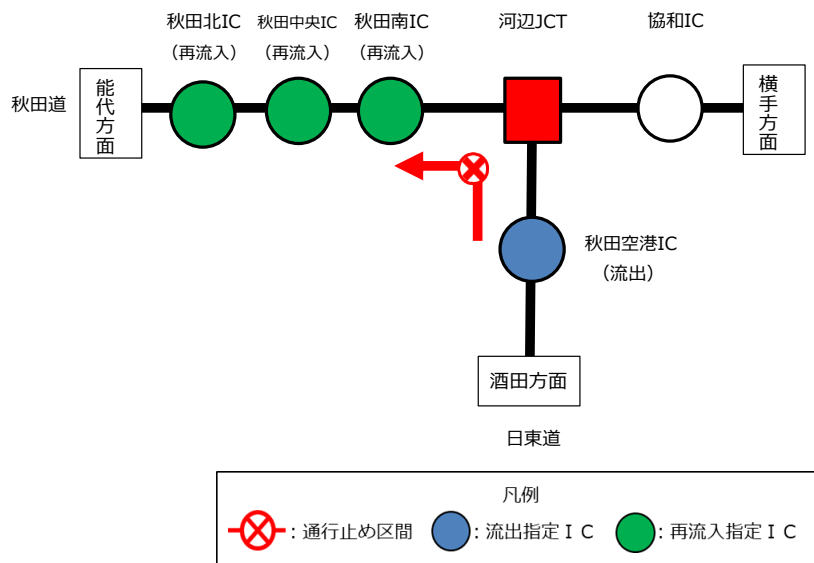 秋田北IC
(再流入)
秋田中央IC
(再流入)
秋田南IC
(再流入)
河辺JCT
協和IC
秋田道
能代方面
横手方面
秋田空港IC
(流出)
酒田方面
日東道
凡例
:通行止め区間
:流出指定ＩＣ
:再流入指定ＩＣ